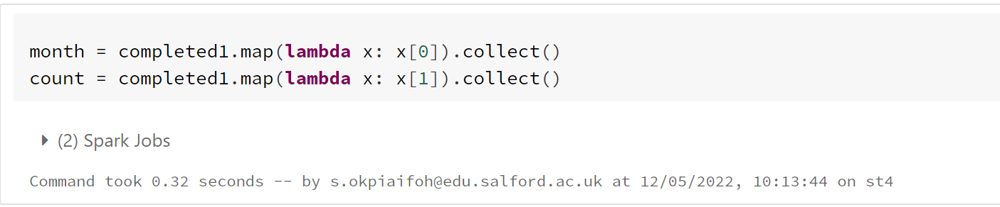 month = completed1.map(lambda x: x[0]).collect()
count = completed1.map(lambda x: x[1]).collect()
(2) Spark Jobs
Command took 0.32 seconds -- by s.okpiaifoh@edu.salford.ac.uk at 12/05/2022, 10:13:44 on st4